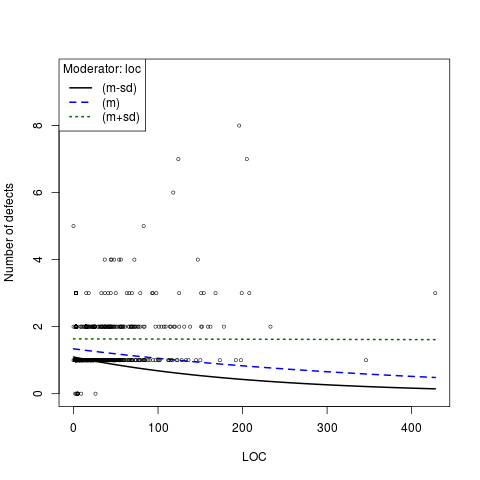 Moderator: loc
(m-sd)
(m)
(m+sd)
Number of defects
8
6
4
2
0
0 100 200 300 400
LOC